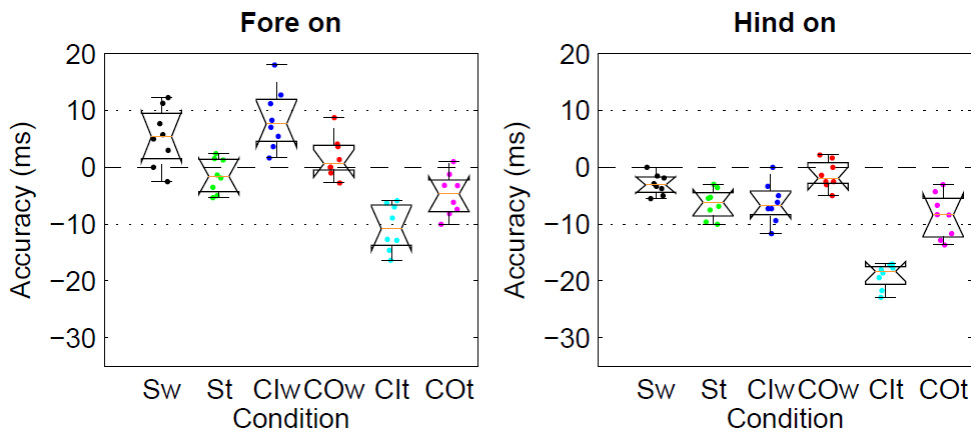 Fore on
Accuracy (ms)
20
10
0
−10
−20
−30
Sw St CIw COw CIt COt
Condition
Hind on
Accuracy (ms)
20
10
0
−10
−20
−30
Sw St CIw COw CIt COt
Condition